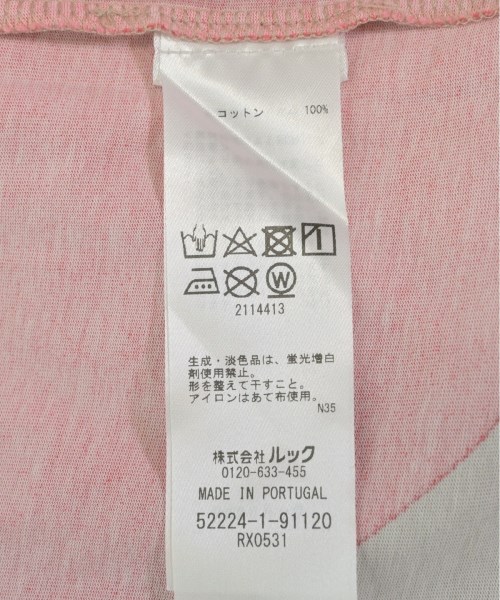 コットン 100%
W
2114413
生成・淡色品は、蛍光増白
剤使用禁止。
形を整えて干すこと。
アイロンはあて布使用。
N35
株式会社ルック
0120-633-455
MADE IN PORTUGAL
52224-1-91120
RX0531